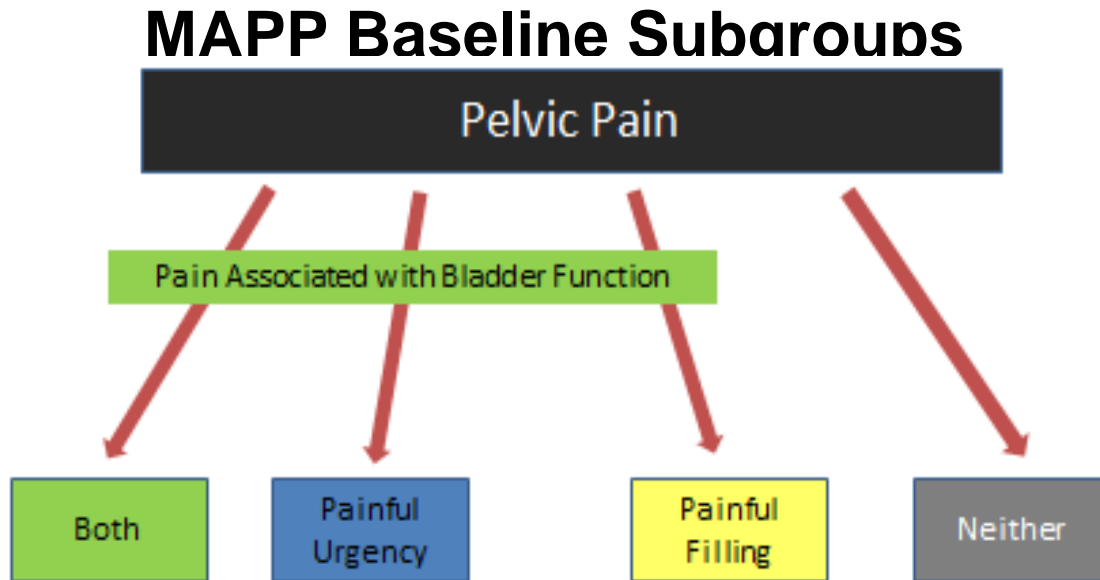 MAPP Baseline Subgroups
Pelvic Pain
Pain Associated with Bladder Function
Both
Painful
Urgency
Painful
Filling
Neither